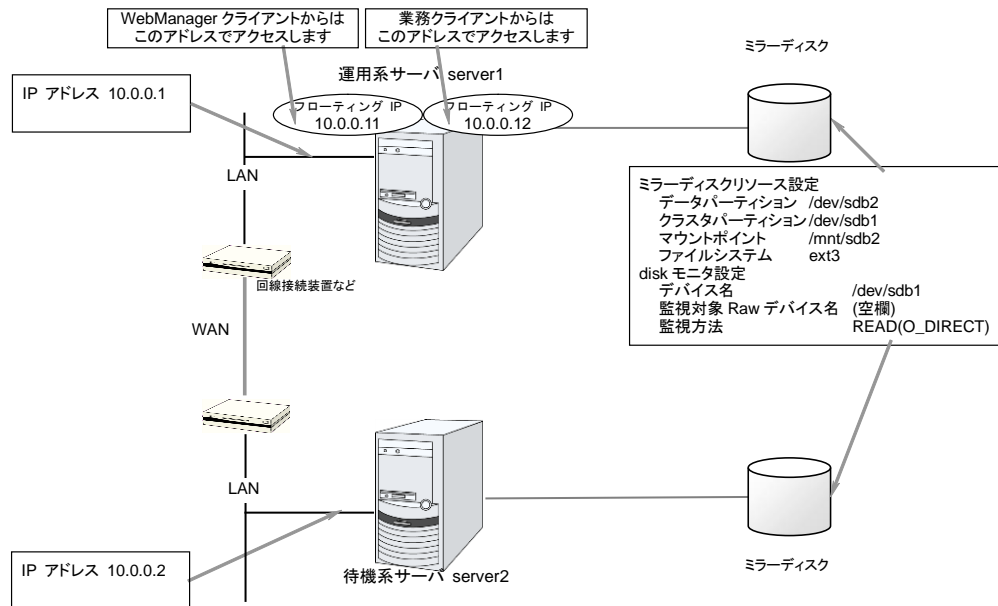 WebManager クライアントからは
このアドレスでアクセスします
業務クライアントからは
このアドレスでアクセスします
ミラーディスク
運用系サーバ server1
IP アドレス 10.0.0.1
フローティング IP
10.0.0.11
フローティング IP
10.0.0.12
LAN
ミラーディスクリソース設定
データパーティション /dev/sdb2
クラスタパーティション /dev/sdb1
マウントポイント /mnt/sdb2
ファイルシステム ext3
disk モニタ設定
デバイス名 /dev/sdb1
監視対象 Raw デバイス名 (空欄)
監視方法 READ(O_DIRECT)
回線接続装置など
WAN
LAN
IP アドレス 10.0.0.2
待機系サーバ server2
ミラーディスク